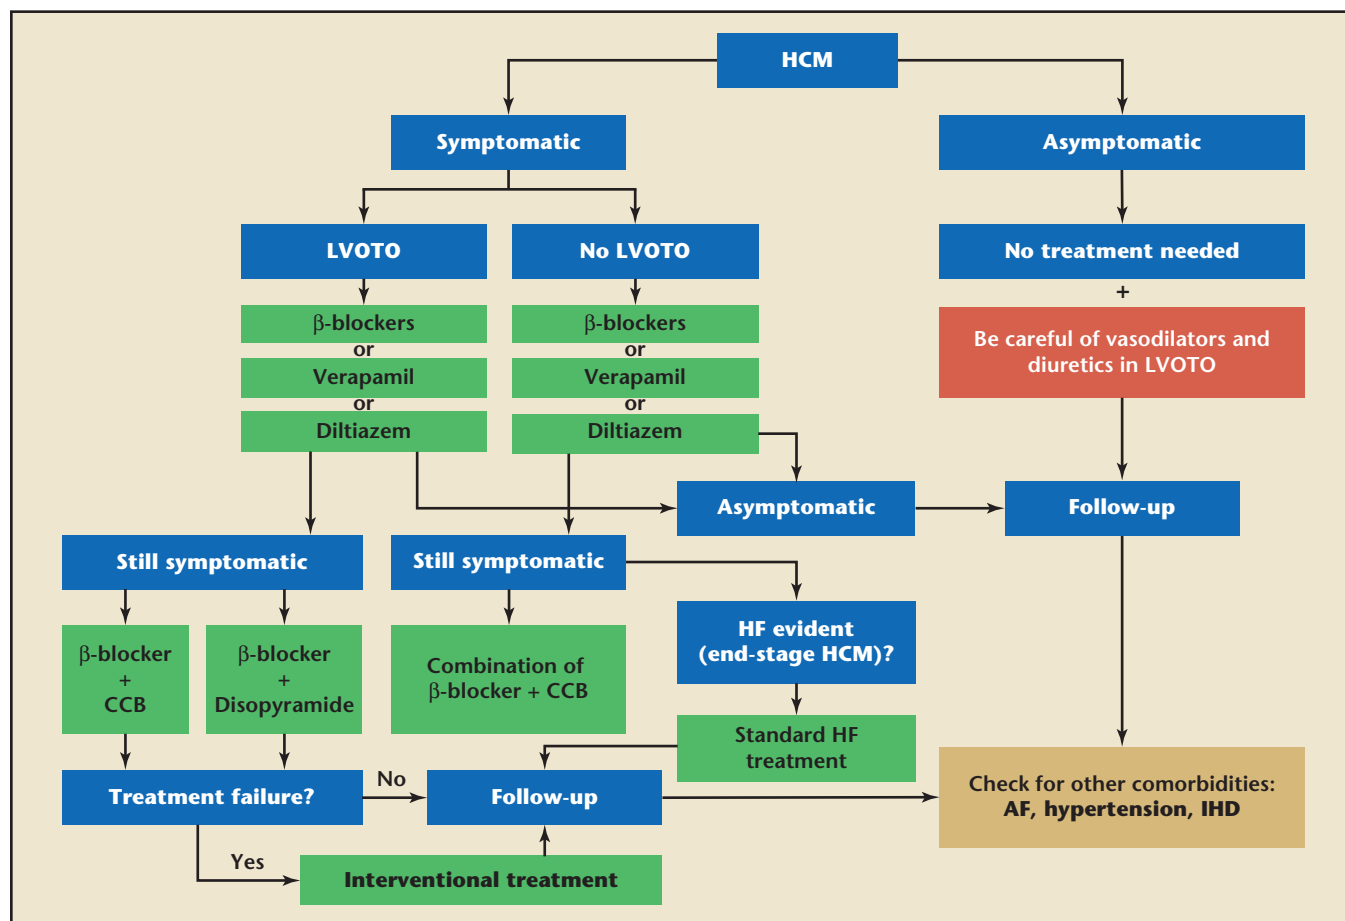 HCM
Symptomatic
Asymptomatic
LVOTO
No LVOTO
No treatment needed
+
β-blockers
or
Verapamil
or
Diltiazem
β-blockers
or
Verapamil
or
Diltiazem
Be careful of vasodilators and
diuretics in LVOTO
Asymptomatic
Follow-up
Still symptomatic
Still symptomatic
β-blocker
+
CCB
β-blocker
+
Disopyramide
Combination of
β-blocker + CCB
HF evident
(end-stage HCM)?
Standard HF
treatment
Treatment failure?
No
Follow-up
Check for other comorbidities:
AF, hypertension, IHD
Yes
Interventional treatment